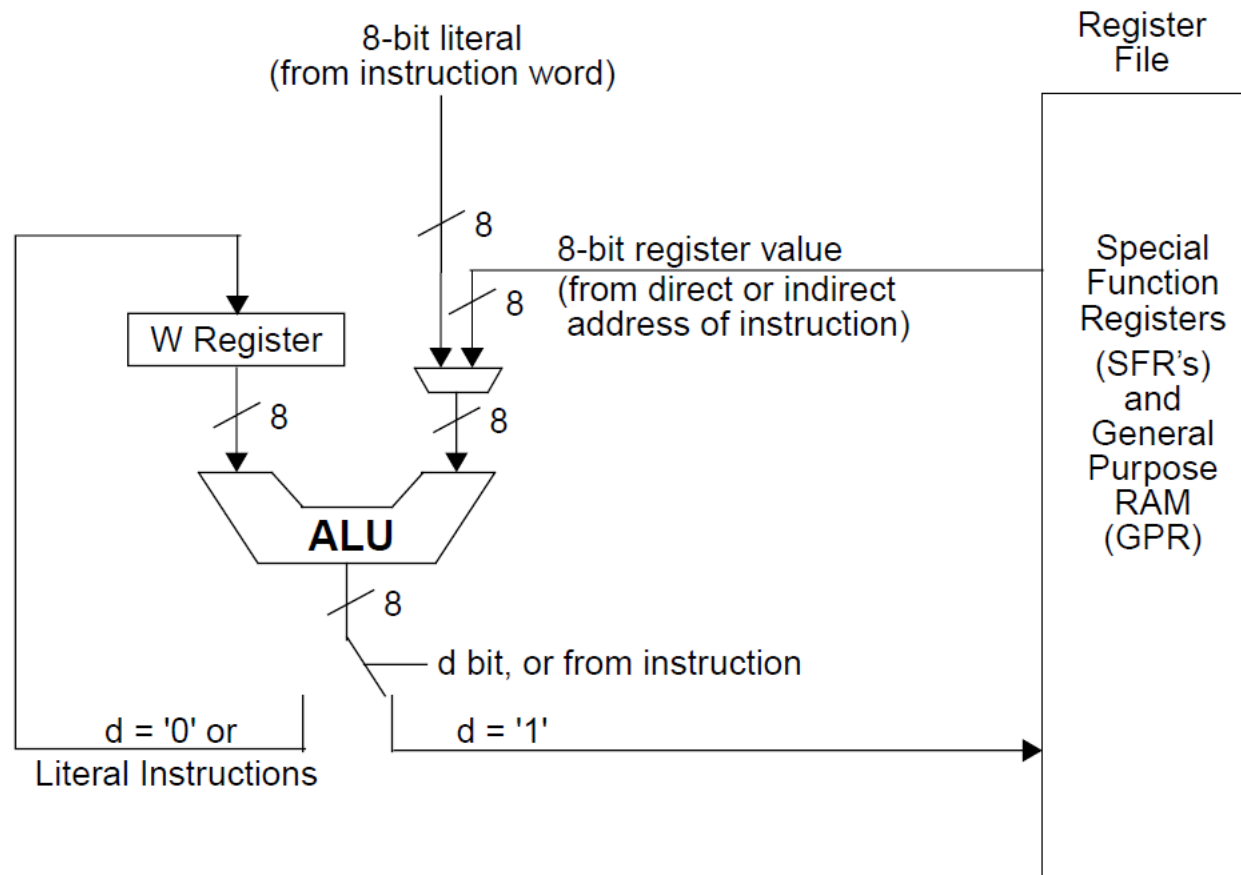 8-bit literal
(from instruction word)
Register
File
8
8-bit register value
(from direct or indirect
address of instruction)
8
W Register
8
8
Special
Function
Registers
(SFR's)
and
General
Purpose
RAM
(GPR)
ALU
8
d bit, or from instruction
d = '0' or
Literal Instructions
d = '1'